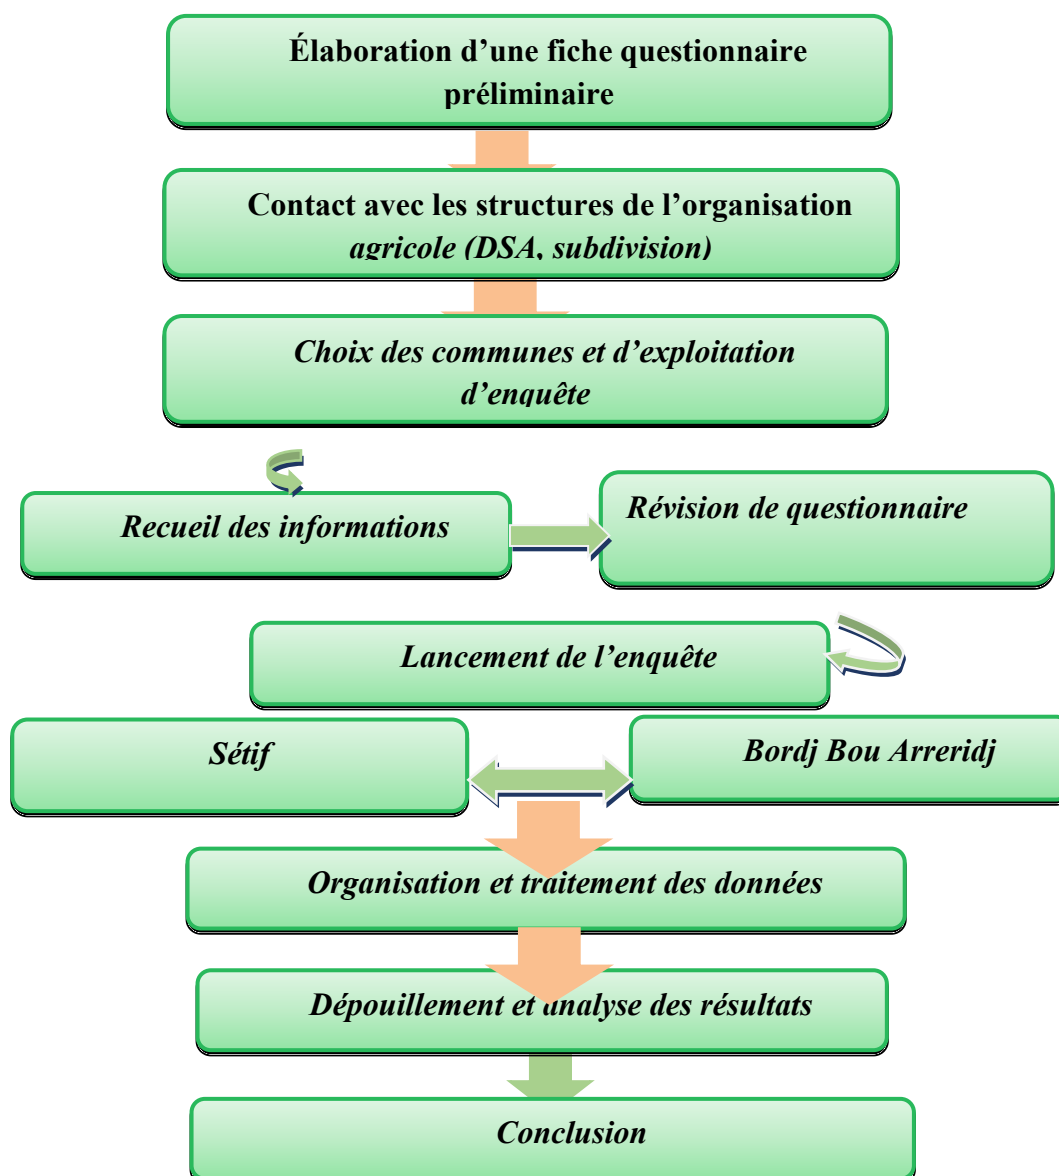 Élaboration d’une fiche questionnaire
préliminaire
Contact avec les structures de l’organisation
agricole (DSA, subdivision)
Choix des communes et d’exploitation
d’enquête
Recueil des informations
Révision de questionnaire
Lancement de l’enquête
Sétif
Bordj Bou Arreridj
Organisation et traitement des données
Dépouillement et analyse des résultats
Conclusion